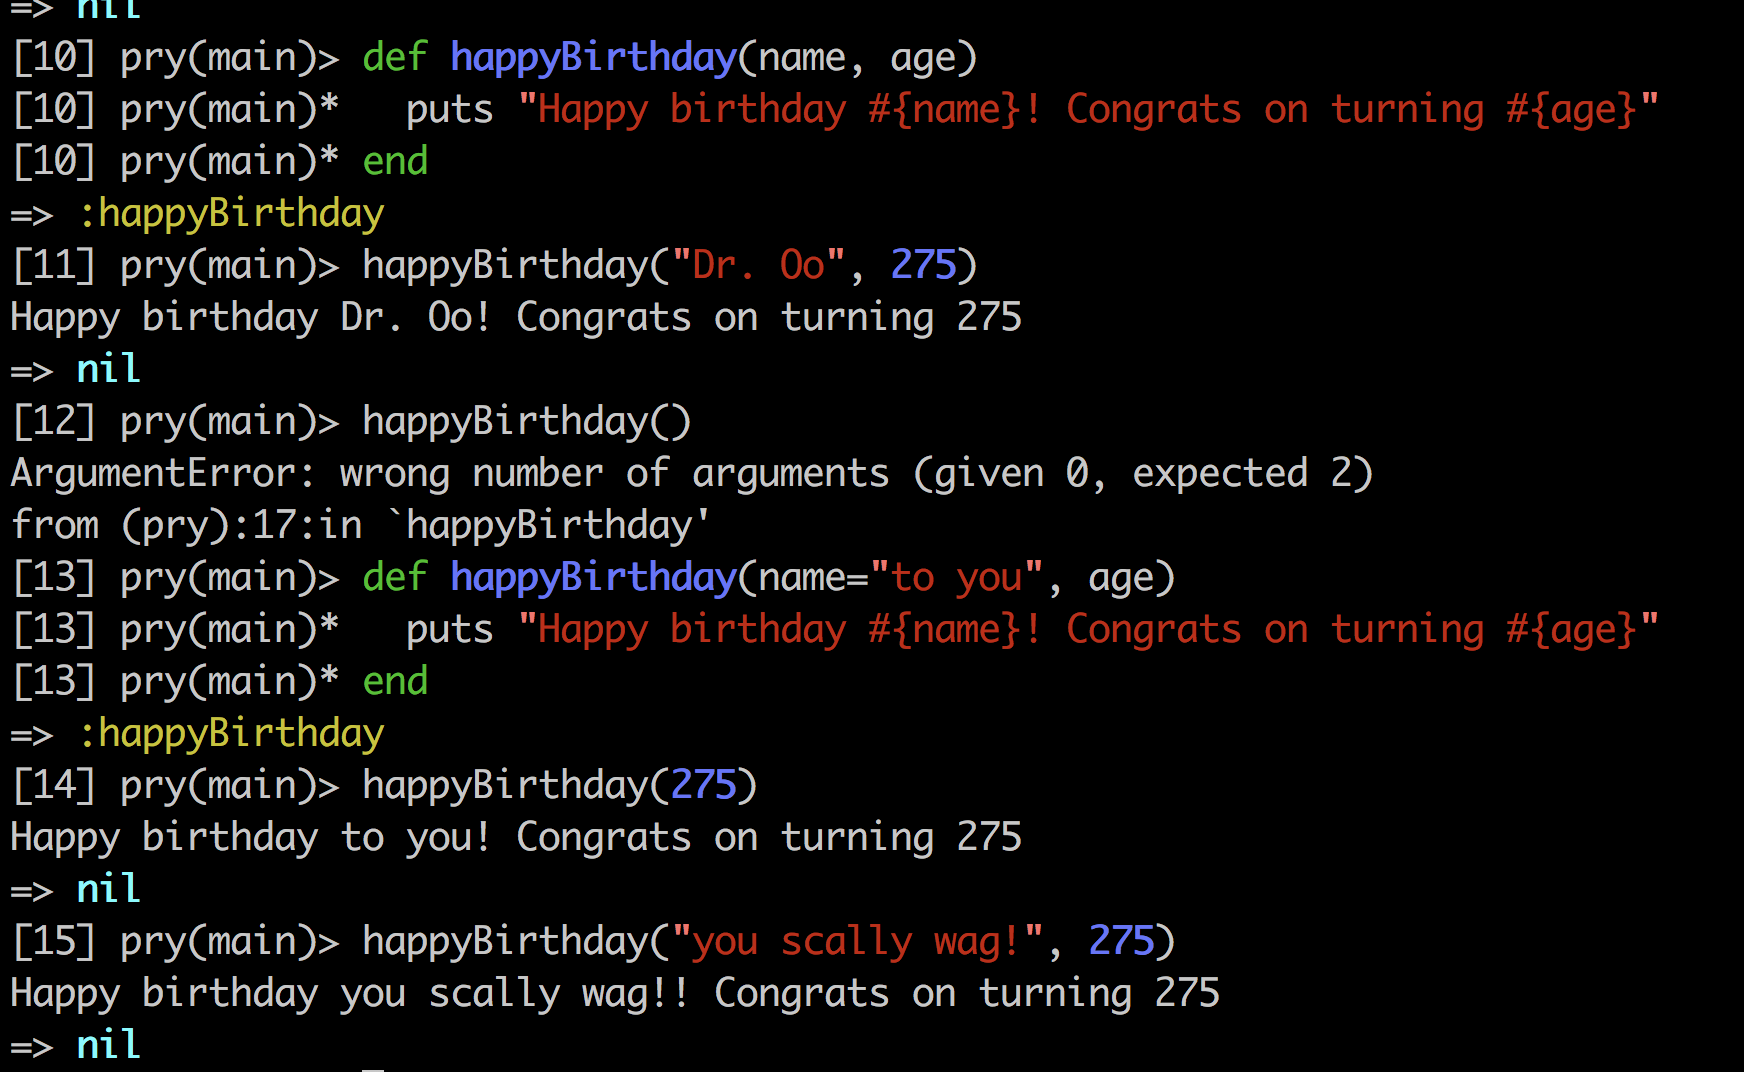 => nil
[10] pry(main)> def happyBirthday(name, age)
[10] pry(main)*   puts "Happy birthday #{name}! Congrats on turning #{age}"
[10] pry(main)* end
=> :happyBirthday
[11] pry(main)> happyBirthday("Dr. Oo", 275)
Happy birthday Dr. Oo! Congrats on turning 275
=> nil
[12] pry(main)> happyBirthday()
ArgumentError: wrong number of arguments (given 0, expected 2)
from (pry):17:in `happyBirthday'
[13] pry(main)> def happyBirthday(name="to you", age)
[13] pry(main)*   puts "Happy birthday #{name}! Congrats on turning #{age}"
[13] pry(main)* end
=> :happyBirthday
[14] pry(main)> happyBirthday(275)
Happy birthday to you! Congrats on turning 275
=> nil
[15] pry(main)> happyBirthday("you scally wag!", 275)
Happy birthday you scally wag!! Congrats on turning 275
=> nil